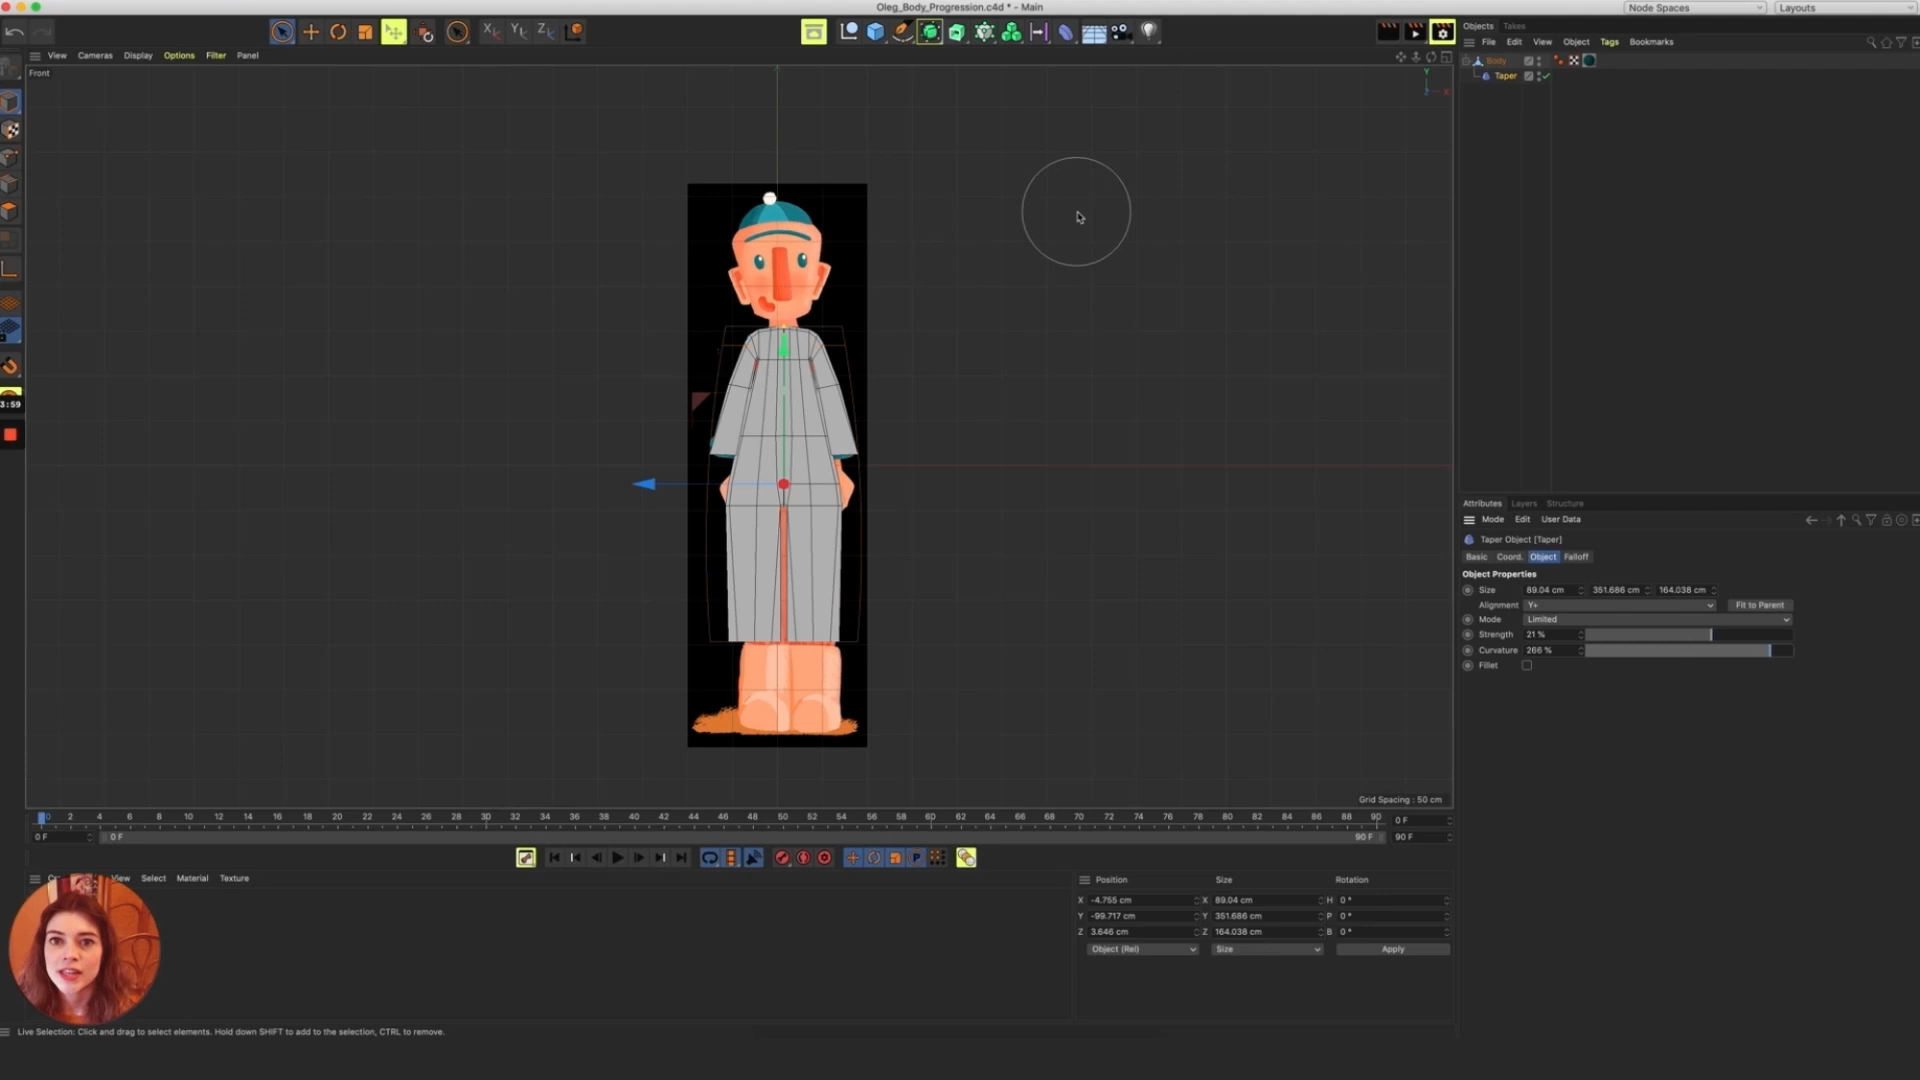 Oleg_Body_Progression.c4d * - Main
Node Spaces
Layouts
View Cameras Display Options Filter Panel
Front
Objects Takes
File Edit View Object Tags Bookmarks
Body
Taper
Y
X
3:59
Attributes Layers Structure
Mode Edit User Data
Taper Object [Taper]
Basic Coord. Object Falloff
Object Properties
Size 89.04 cm 351.686 cm 164.038 cm
Alignment Y+ Fit to Parent
Mode Limited
Strength 21 %
Curvature 266 %
Fillet
Grid Spacing : 50 cm
0 2 4 6 8 10 12 14 16 18 20 22 24 26 28 30 32 34 36 38 40 42 44 46 48 50 52 54 56 58 60 62 64 66 68 70 72 74 76 78 80 82 84 86 88 90
0 F
0 F 0 F 90 F 90 F
View Select Material Texture
Position Size Rotation
X -4.755 cm X 89.04 cm H 0 °
Y -99.717 cm Y 351.686 cm P 0 °
Z 3.646 cm Z 164.038 cm B 0 °
Object (Rel) Size Apply
Live Selection: Click and drag to select elements. Hold down SHIFT to add to the selection, CTRL to remove.